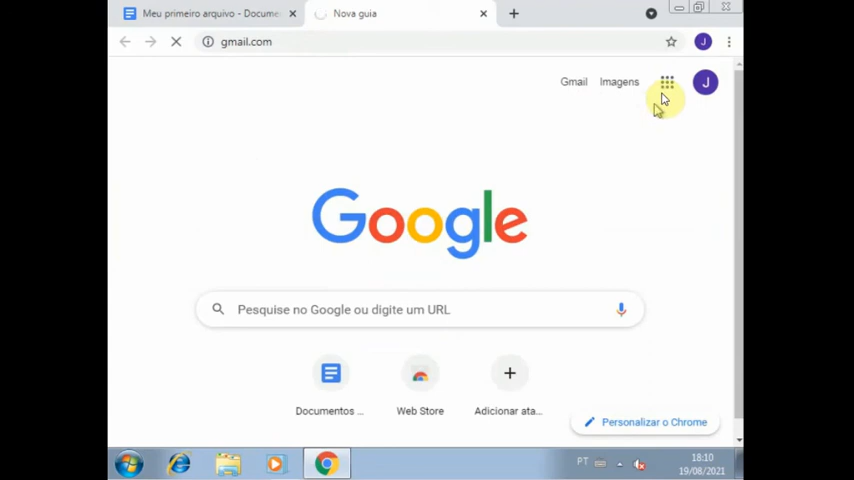 Meu primeiro arquivo - Docume
Nova guia
gmail.com
J
Gmail
Imagens
J
Google
Pesquise no Google ou digite um URL
Documentos ...
Web Store
Adicionar ata...
Personalizar o Chrome
PT
18:10
19/08/2021